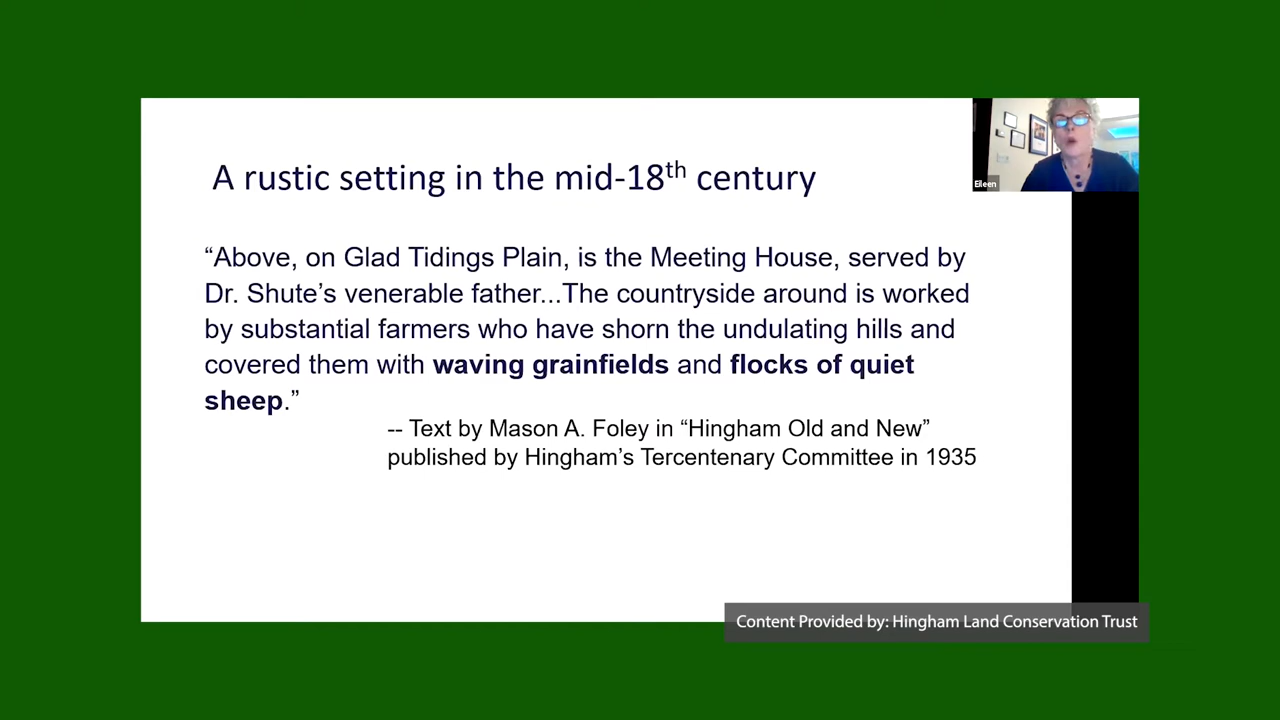 A rustic setting in the mid-18th century
Eileen
“Above, on Glad Tidings Plain, is the Meeting House, served by
Dr. Shute’s venerable father...The countryside around is worked
by substantial farmers who have shorn the undulating hills and
covered them with waving grainfields and flocks of quiet
sheep.”
-- Text by Mason A. Foley in “Hingham Old and New”
published by Hingham’s Tercentenary Committee in 1935
Content Provided by: Hingham Land Conservation Trust